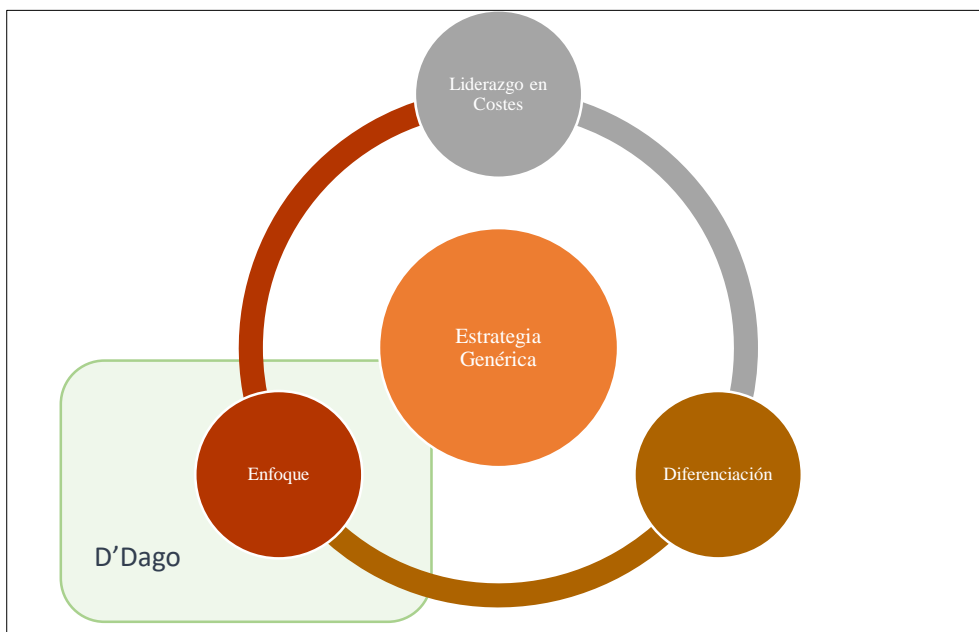 Liderazgo en
Costes
Estrategia
Genérica
Enfoque
Diferenciación
D’Dago